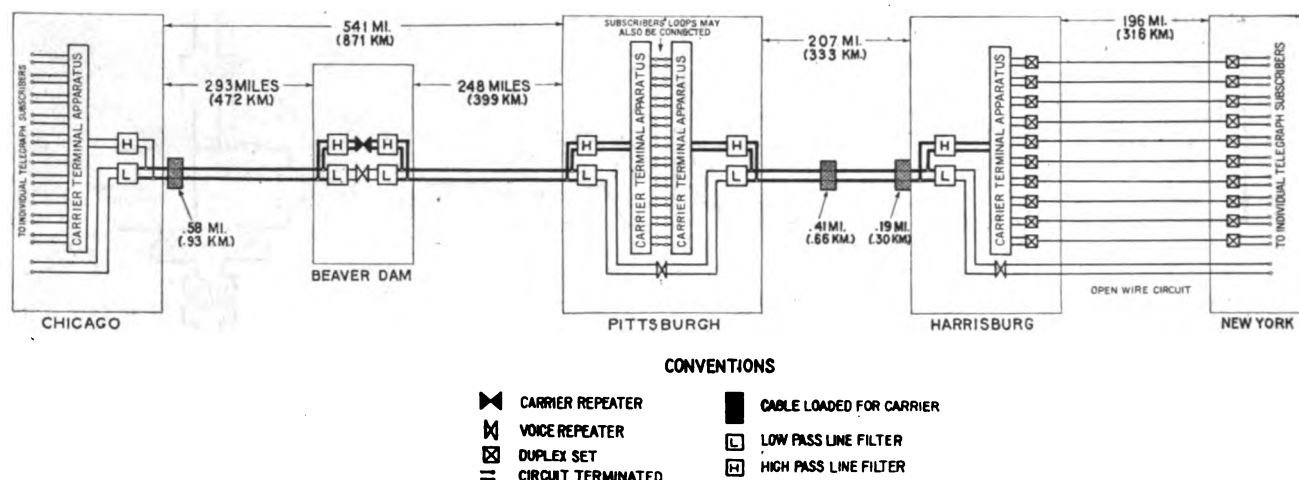 541 MI.
(871 KM.)
SUBSCRIBERS' LOOPS MAY
ALSO BE CONNECTED
196 MI.
(316 KM.)
207 MI.
(333 KM.)
293 MILES
(472 KM.)
248 MILES
(399 KM.)
TO INDIVIDUAL TELEGRAPH SUBSCRIBERS
CARRIER TERMINAL APPARATUS
CARRIER TERMINAL APPARATUS
CARRIER TERMINAL APPARATUS
CARRIER TERMINAL APPARATUS
TO INDIVIDUAL TELEGRAPH SUBSCRIBERS
H
H
H
H
H
H
L
L
L
L
L
L
.58 MI.
(.93 KM.)
.41 MI.
(.66 KM.)
.19 MI.
(.30 KM.)
BEAVER DAM
OPEN WIRE CIRCUIT
CHICAGO
PITTSBURGH
HARRISBURG
NEW YORK
CONVENTIONS
CARRIER REPEATER
VOICE REPEATER
DUPLEX SET
CIRCUIT TERMINATED
CABLE LOADED FOR CARRIER
L LOW PASS LINE FILTER
H HIGH PASS LINE FILTER